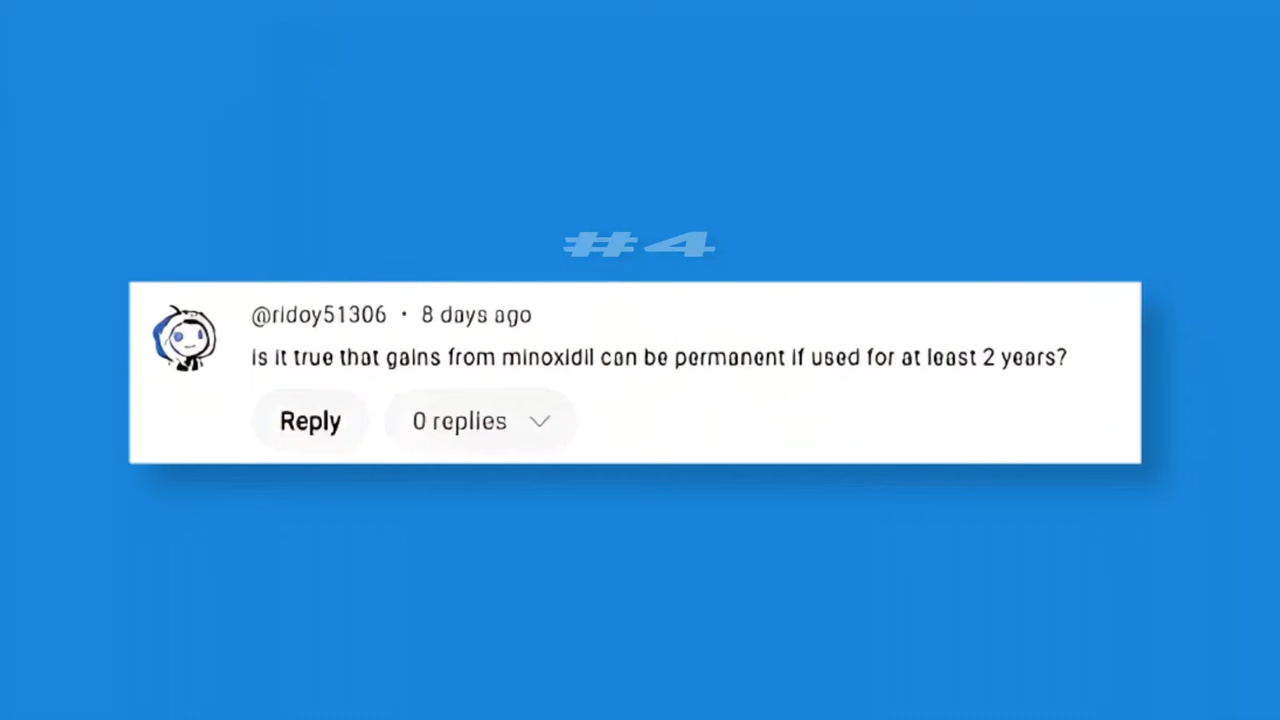 #4
@ridoy51306 · 8 days ago
is it true that gains from minoxidil can be permanent if used for at least 2 years?
Reply
0 replies